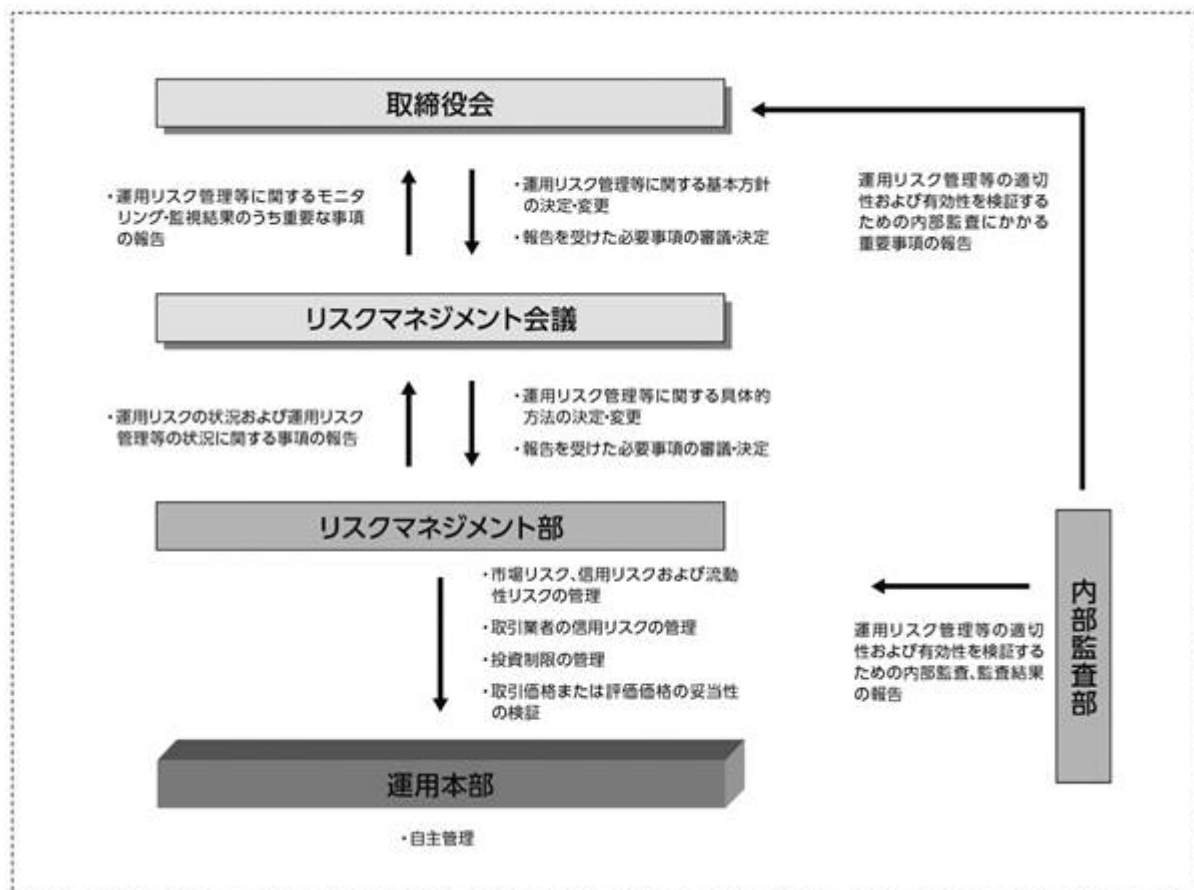 取締役会
・運用リスク管理等に関するモニタ
リング・監視結果のうち重要な事項
の報告
・運用リスク管理等に関する基本方針
の決定・変更
・報告を受けた必要事項の審議・決定
運用リスク管理等の適切
性および有効性を検証する
ための内部監査にかかる
重要事項の報告
リスクマネジメント会議
・運用リスクの状況および運用リスク
管理等の状況に関する事項の報告
・運用リスク管理等に関する具体的
方法の決定・変更
・報告を受けた必要事項の審議・決定
リスクマネジメント部
・市場リスク、信用リスクおよび流動
性リスクの管理
・取引業者の信用リスクの管理
・投資制限の管理
・取引価格または評価価格の妥当性
の検証
運用リスク管理等の適切
性および有効性を検証する
ための内部監査、監査結果
の報告
内部監査部
運用本部
・自主管理